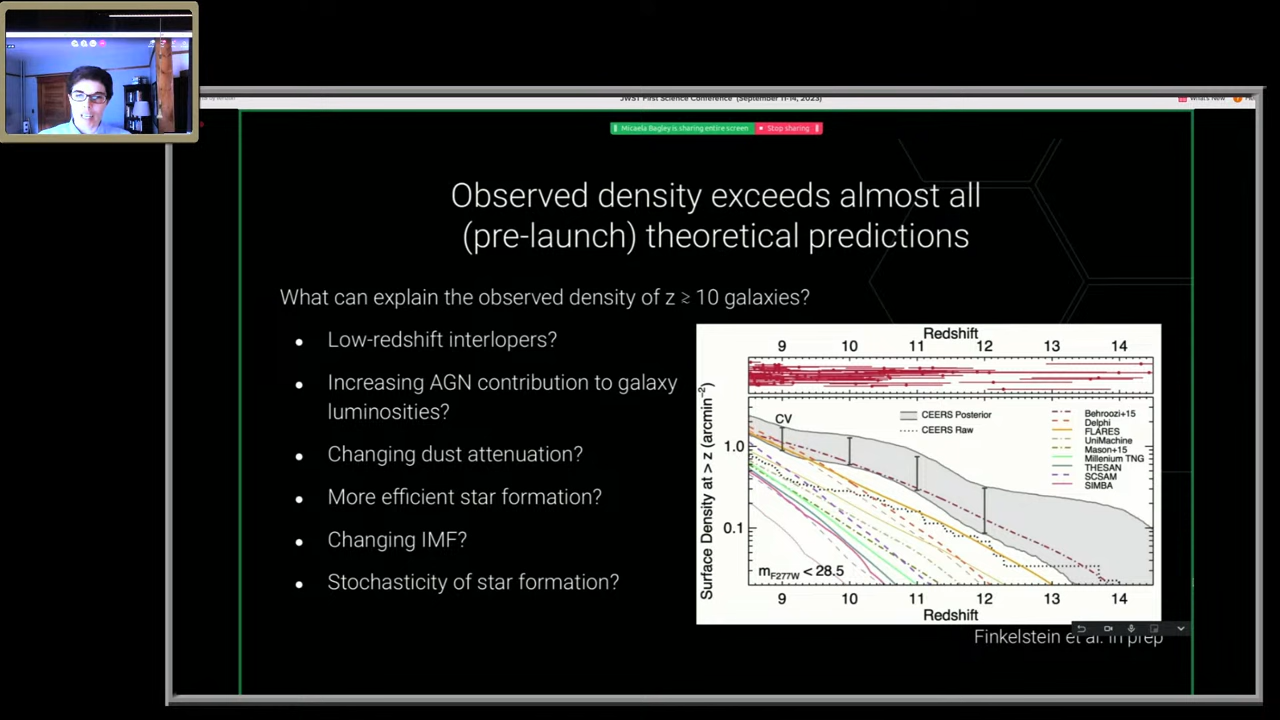 JWST First Science Conference (September 11-14, 2023)
What's New
Micaela Bagley is sharing entire screen
Stop sharing
Observed density exceeds almost all
(pre-launch) theoretical predictions
What can explain the observed density of z ≳ 10 galaxies?
• Low-redshift interlopers?
• Increasing AGN contribution to galaxy
luminosities?
• Changing dust attenuation?
• More efficient star formation?
• Changing IMF?
• Stochasticity of star formation?
Redshift
9 10 11 12 13 14
Surface Density at > z (arcmin⁻²)
1.0
0.1
CV
CEERS Posterior
CEERS Raw
Behroozi+15
Delphi
FLARES
UniMachine
Mason+15
Millenium TNG
THESAN
SCSAM
SIMBA
m_F277W < 28.5
9 10 11 12 13 14
Redshift
Finkelstein et al. in prep